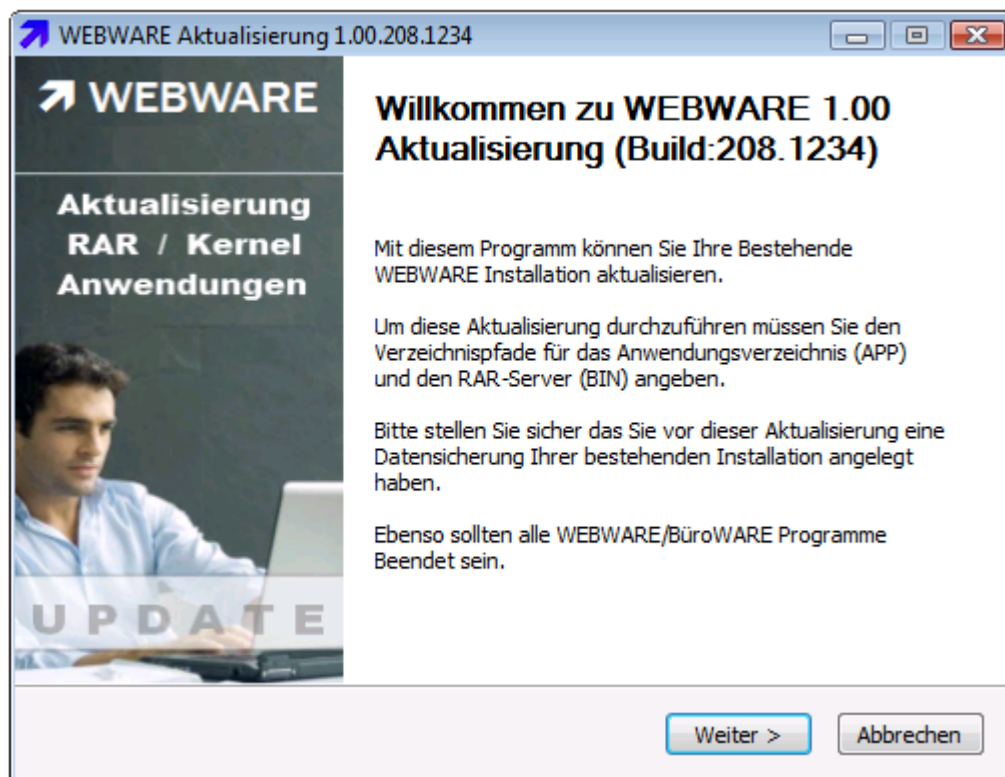 WEBWARE Aktualisierung 1.00.208.1234
WEBWARE
Aktualisierung
RAR / Kernel
Anwendungen
UPDATE
Willkommen zu WEBWARE 1.00
Aktualisierung (Build:208.1234)
Mit diesem Programm können Sie Ihre Bestehende
WEBWARE Installation aktualisieren.
Um diese Aktualisierung durchzuführen müssen Sie den
Verzeichnispfade für das Anwendungsverzeichnis (APP)
und den RAR-Server (BIN) angeben.
Bitte stellen Sie sicher das Sie vor dieser Aktualisierung eine
Datensicherung Ihrer bestehenden Installation angelegt
haben.
Ebenso sollten alle WEBWARE/BüroWARE Programme
Beendet sein.
Weiter >
Abbrechen